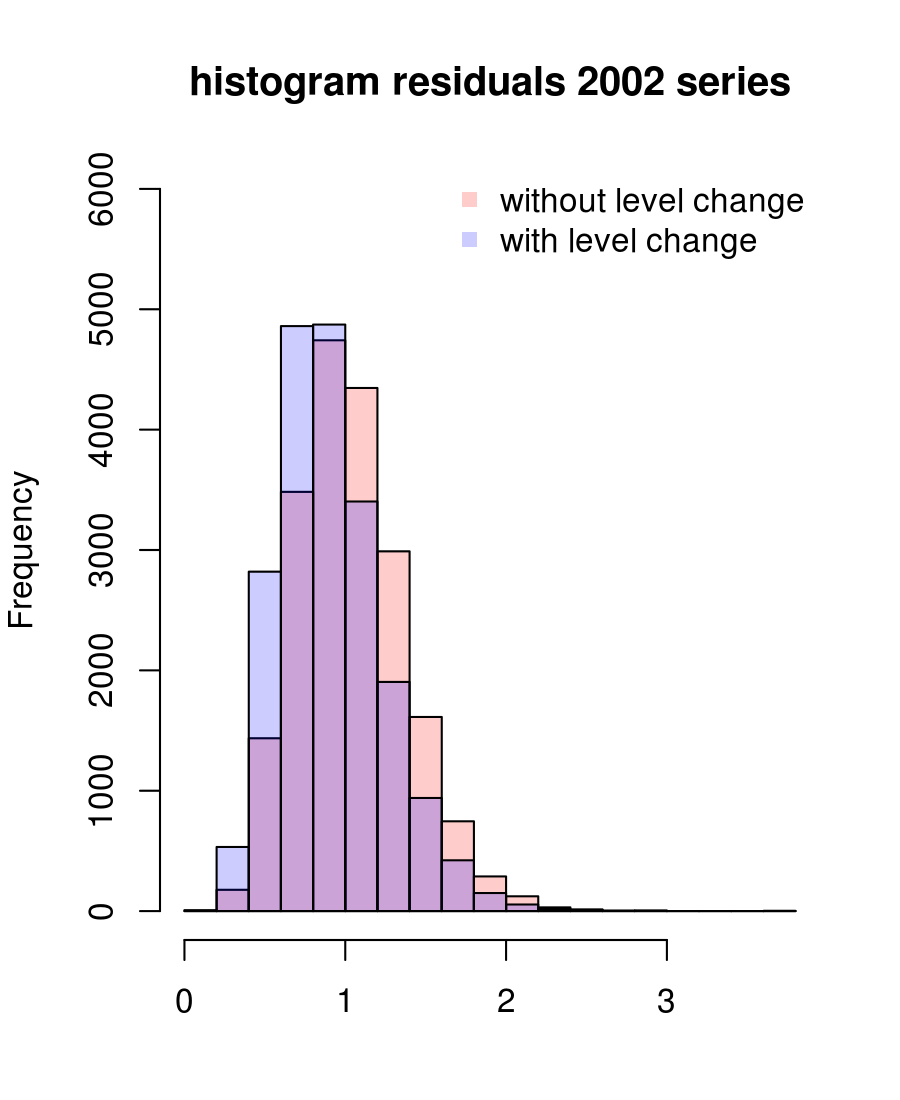 histogram residuals 2002 series
without level change
with level change
6000
5000
4000
3000
2000
1000
0
Frequency
0 1 2 3